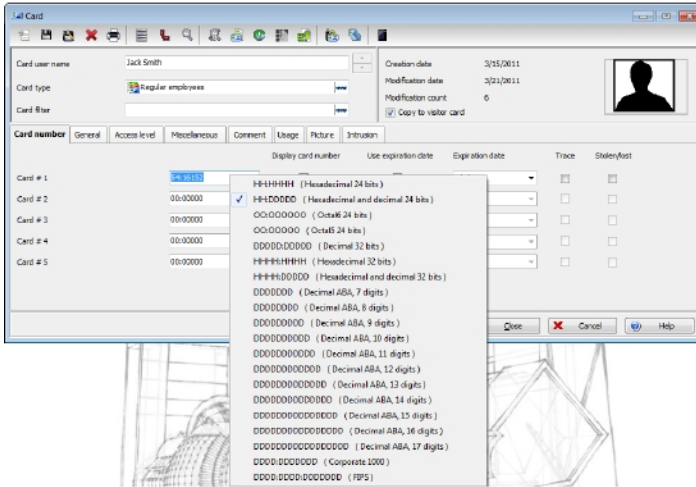 Card
Card user name
Jack Smith
Creation date 3/15/2011
Modification date 3/21/2011
Card type
Regular employees
Modification count 6
Card filter
Copy to visitor card
Card number General Access level Miscellaneous Comment Usage Picture Intrusion
Display card number Use expiration date Expiration date Trace Stolen/lost
Card # 1
HH:HHHH (Hexadecimal 24 bits)
Card # 2 00:00000
HH:DDDDD (Hexadecimal and decimal 24 bits)
Card # 3 00:00000
OO:OOOOOO (Octal6 24 bits)
OO:OOOOO (Octal5 24 bits)
Card # 4 00:00000
DDDDD:DDDDD (Decimal 32 bits)
Card # 5 00:00000
HHHH:HHHH (Hexadecimal 32 bits)
HHHH:DDDDD (Hexadecimal and decimal 32 bits)
DDDDDDD (Decimal ABA, 7 digits)
DDDDDDDD (Decimal ABA, 8 digits)
DDDDDDDDD (Decimal ABA, 9 digits)
DDDDDDDDDD (Decimal ABA, 10 digits)
Close Cancel Help
DDDDDDDDDDD (Decimal ABA, 11 digits)
DDDDDDDDDDDD (Decimal ABA, 12 digits)
DDDDDDDDDDDDD (Decimal ABA, 13 digits)
DDDDDDDDDDDDDD (Decimal ABA, 14 digits)
DDDDDDDDDDDDDDD (Decimal ABA, 15 digits)
DDDDDDDDDDDDDDDD (Decimal ABA, 16 digits)
DDDDDDDDDDDDDDDDD (Decimal ABA, 17 digits)
DDDD:DDDDDDD (Corporate 1000)
DDDD:DDDD:DDDDDDD (FIPS)